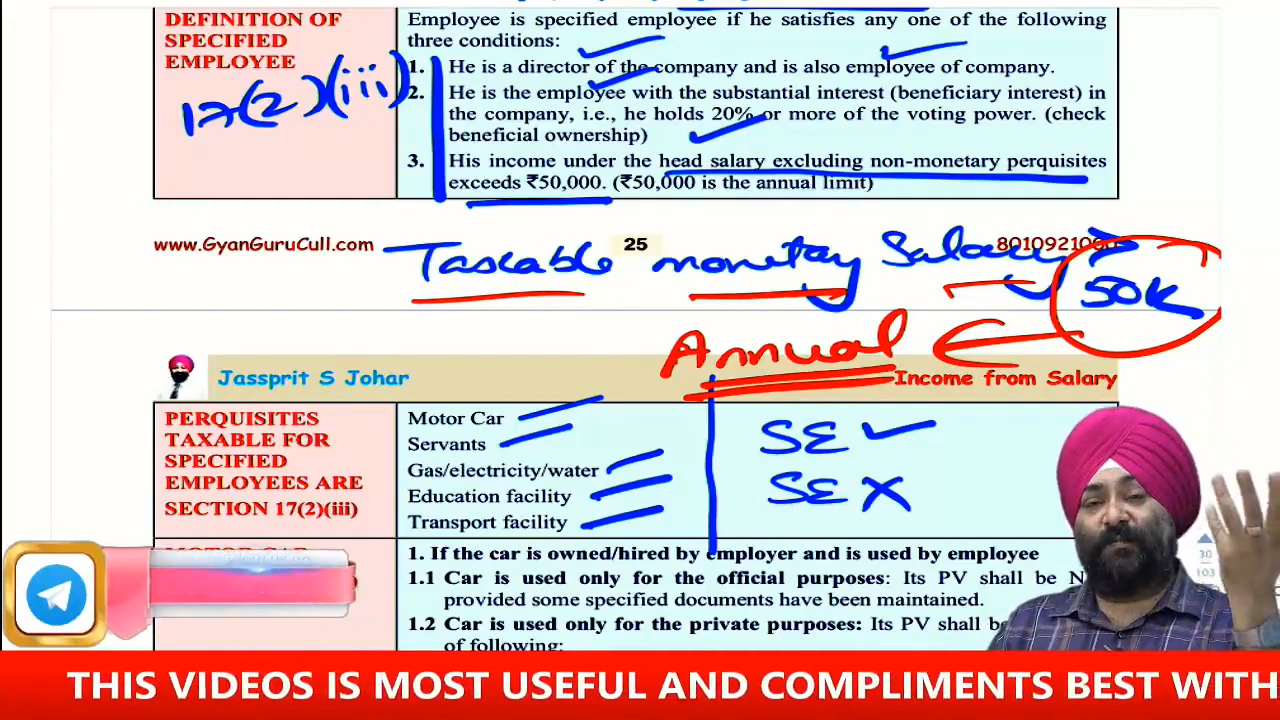 DEFINITION OF
SPECIFIED
EMPLOYEE
17(2)(iii)
Employee is specified employee if he satisfies any one of the following
three conditions:
1. He is a director of the company and is also employee of company.
2. He is the employee with the substantial interest (beneficiary interest) in
the company, i.e., he holds 20% or more of the voting power. (check
beneficial ownership)
3. His income under the head salary excluding non-monetary perquisites
exceeds ₹50,000. (₹50,000 is the annual limit)
www.GyanGuruCull.com 25
Taxable monetary Salary >
50K
Annual
Jassprit S Johar Income from Salary
PERQUISITES
TAXABLE FOR
SPECIFIED
EMPLOYEES ARE
SECTION 17(2)(iii)
Motor Car
Servants
Gas/electricity/water
Education facility
Transport facility
SE ✓
SE X
1. If the car is owned/hired by employer and is used by employee
1.1 Car is used only for the official purposes: Its PV shall be
provided some specified documents have been maintained.
1.2 Car is used only for the private purposes: Its PV shall be
of following:
30
103
THIS VIDEOS IS MOST USEFUL AND COMPLIMENTS BEST WITH